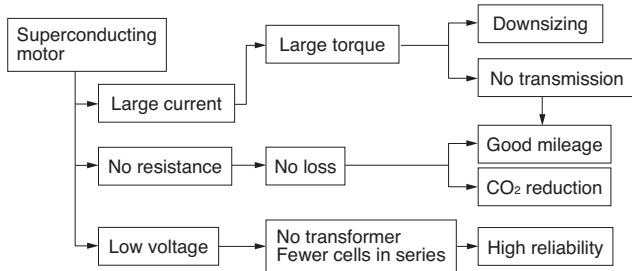 Superconducting
motor
Large current
Large torque
Downsizing
No transmission
No resistance
No loss
Good mileage
CO₂ reduction
Low voltage
No transformer
Fewer cells in series
High reliability